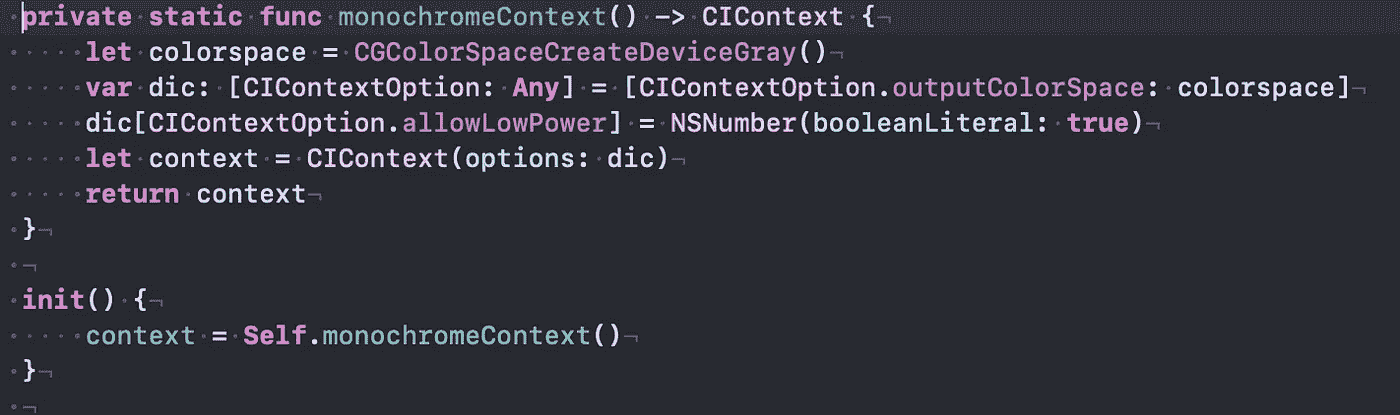 private static func monochromeContext() -> CIContext {
    let colorspace = CGColorSpaceCreateDeviceGray()
    var dic: [CIContextOption: Any] = [CIContextOption.outputColorSpace: colorspace]
    dic[CIContextOption.allowLowPower] = NSNumber(booleanLiteral: true)
    let context = CIContext(options: dic)
    return context
}

init() {
    context = Self.monochromeContext()
}